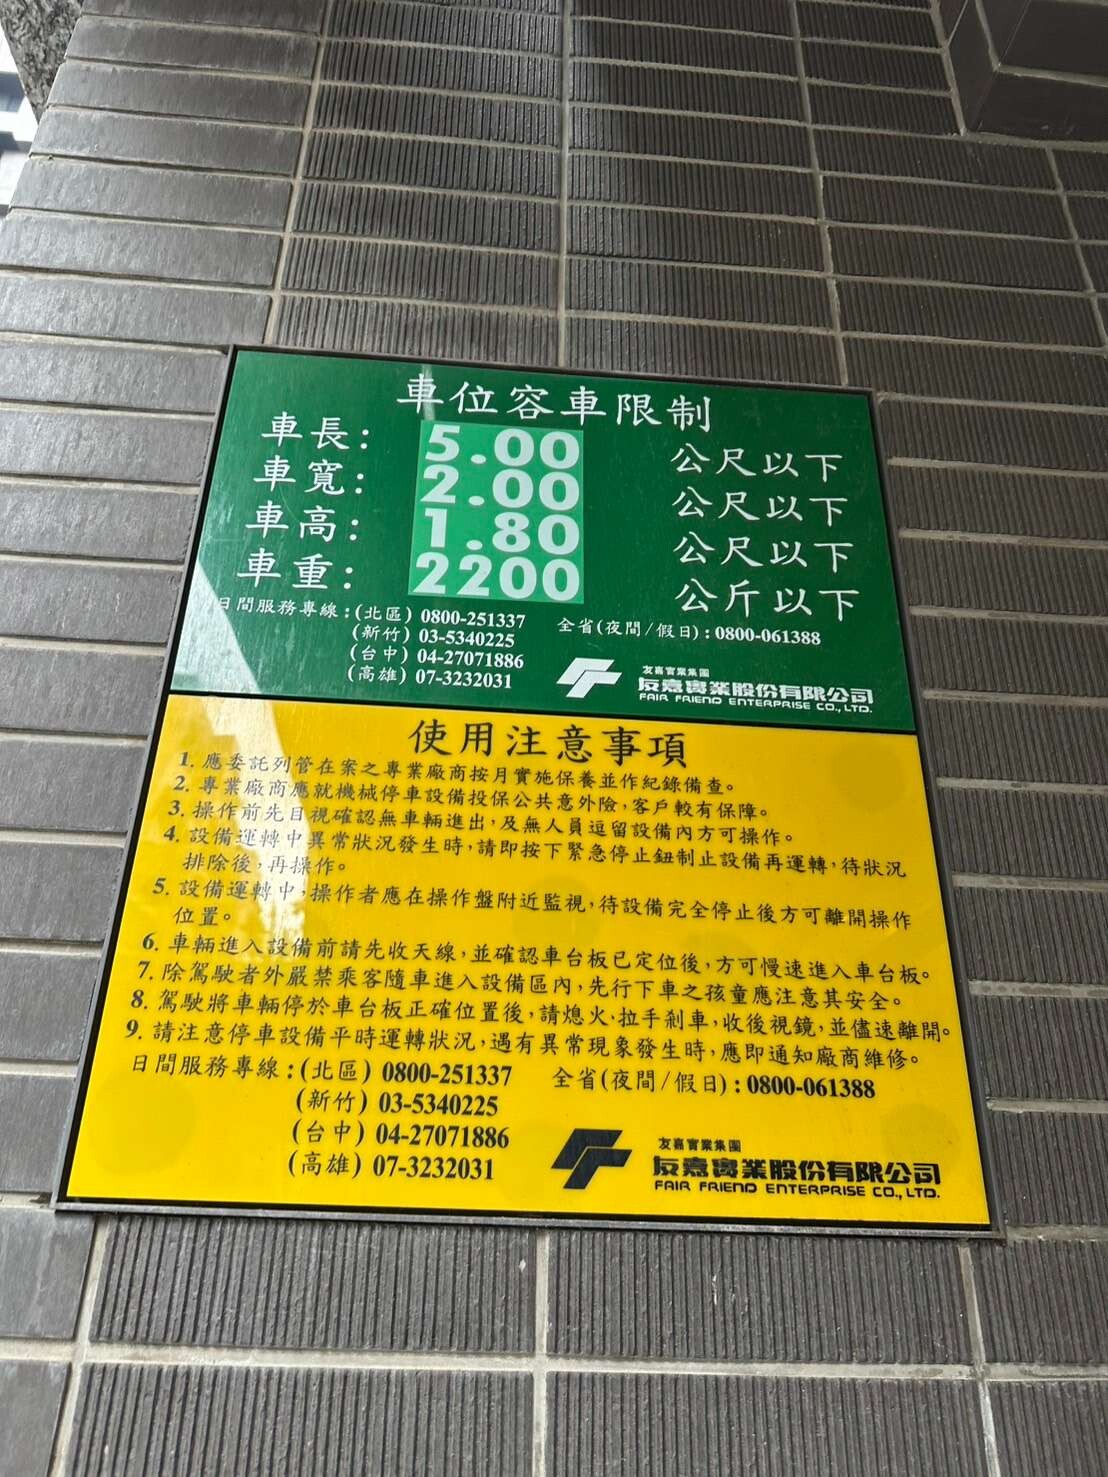 車位容車限制
車長: 5.00 公尺以下
車寬: 2.00 公尺以下
車高: 1.80 公尺以下
車重: 2200 公斤以下
日間服務專線:(北區) 0800-251337 全省(夜間/假日):0800-061388
(新竹) 03-5340225
(台中) 04-27071886
(高雄) 07-3232031
友嘉實業集團
友嘉實業股份有限公司
FAIR FRIEND ENTERPRISE CO., LTD.
使用注意事項
1. 應委託列管在案之專業廠商按月實施保養並作紀錄備查。
2. 專業廠商應就機械停車設備投保公共意外險,客戶較有保障。
3. 操作前先目視確認無車輛進出,及無人員逗留設備內方可操作。
4. 設備運轉中異常狀況發生時,請即按下緊急停止鈕制止設備再運轉,待狀況
排除後,再操作。
5. 設備運轉中,操作者應在操作盤附近監視,待設備完全停止後方可離開操作
位置。
6. 車輛進入設備前請先收天線,並確認車台板已定位後,方可慢速進入車台板。
7. 除駕駛者外嚴禁乘客隨車進入設備區內,先行下車之孩童應注意其安全。
8. 駕駛將車輛停於車台板正確位置後,請熄火·拉手剎車,收後視鏡,並儘速離開。
9. 請注意停車設備平時運轉狀況,遇有異常現象發生時,應即通知廠商維修。
日間服務專線:(北區) 0800-251337 全省(夜間/假日):0800-061388
(新竹) 03-5340225
(台中) 04-27071886
(高雄) 07-3232031
友嘉實業集團
友嘉實業股份有限公司
FAIR FRIEND ENTERPRISE CO., LTD.